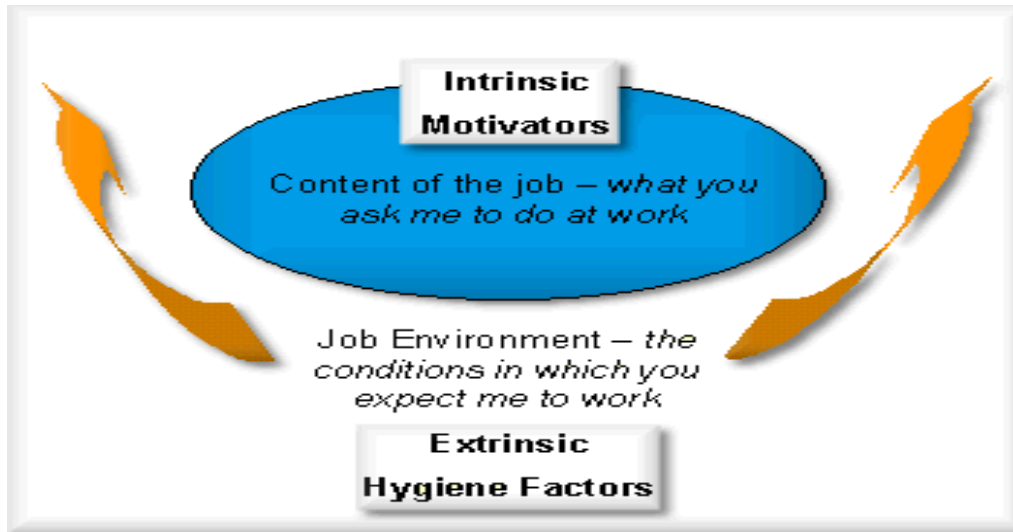 Intrinsic
Motivators
Content of the job – what you
ask me to do at work
Job Environment – the
conditions in which you
expect me to work
Extrinsic
Hygiene Factors